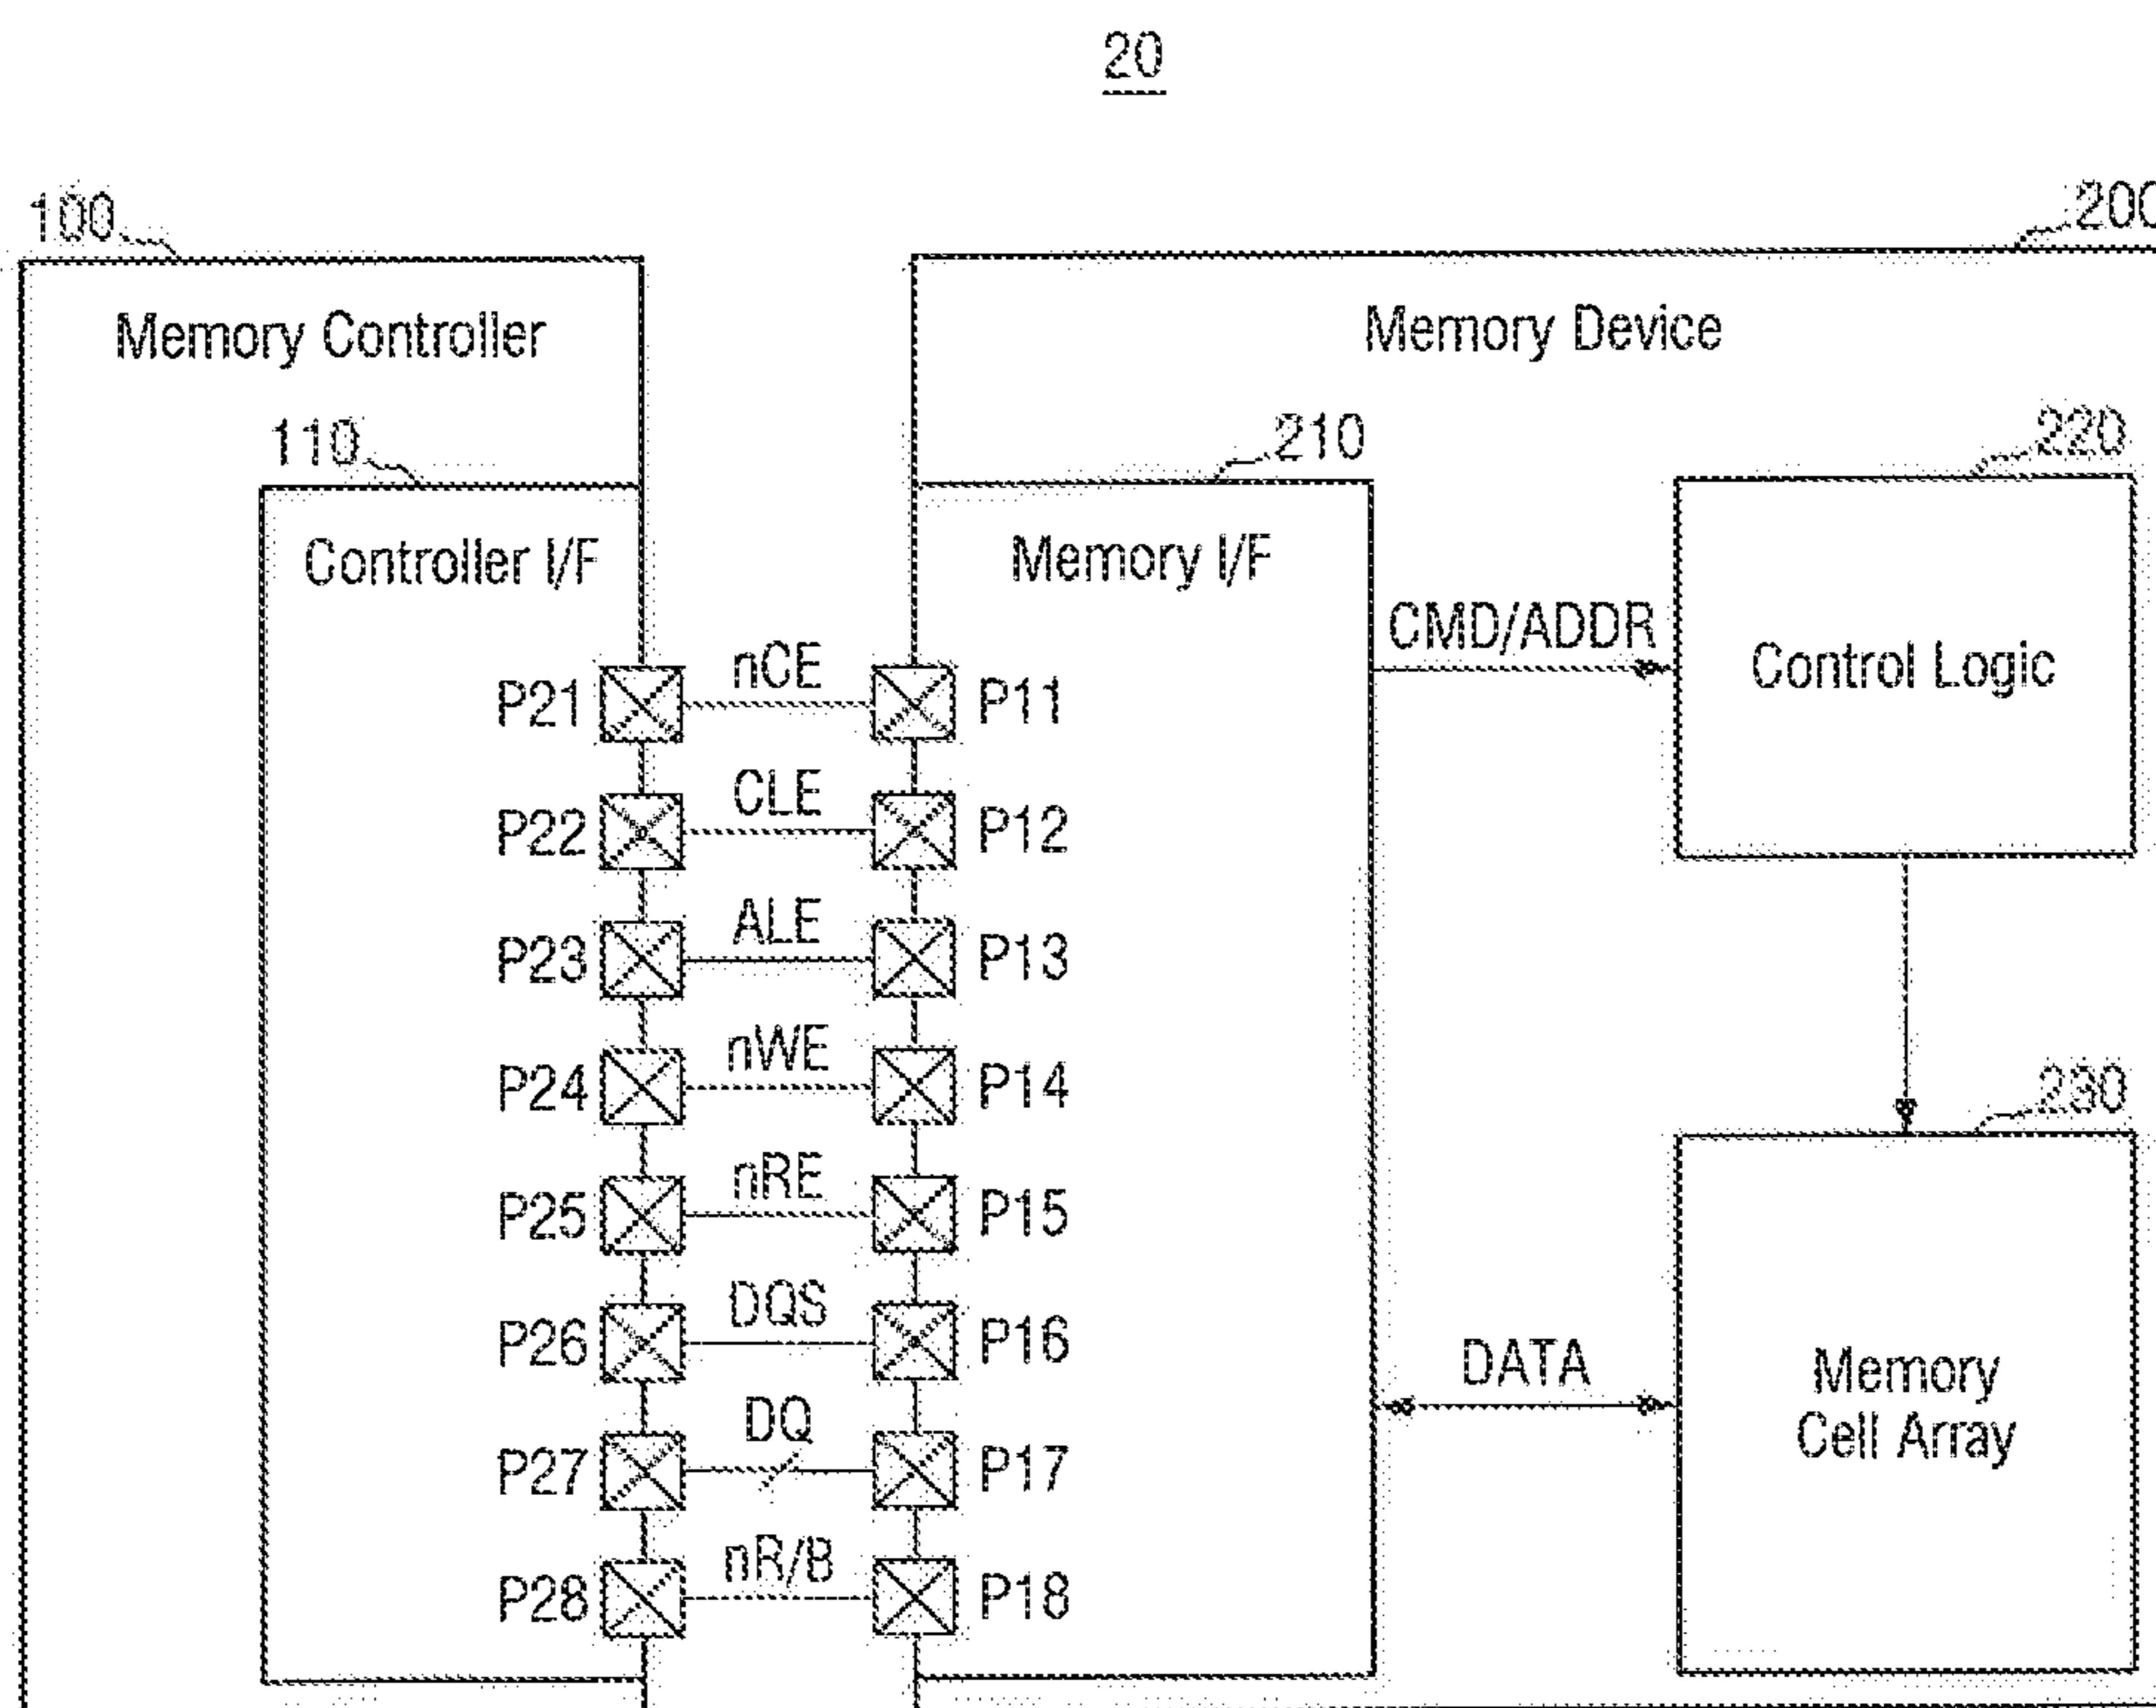 20
100
200
Memory Controller
Memory Device
110
210
220
Controller I/F
Memory I/F
CMD/ADDR
Control Logic
P21
nCE
P11
P22
CLE
P12
P23
ALE
P13
P24
nWE
P14
230
P25
nRE
P15
P26
DQS
P16
DATA
Memory
Cell Array
P27
DQ
P17
P28
nR/B
P18